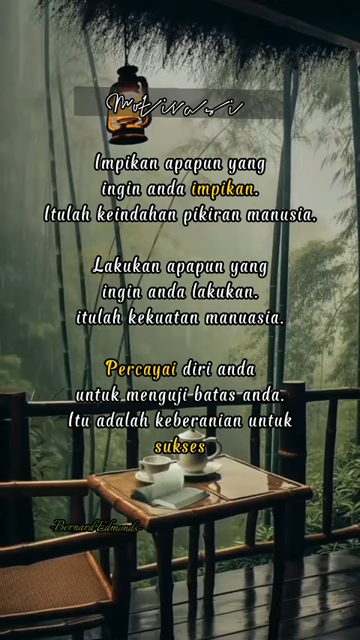 Motivasi
Impikan apapun yang
ingin anda impikan.
Itulah keindahan pikiran manusia.
Lakukan apapun yang
ingin anda lakukan.
itulah kekuatan manuasia.
Percayai diri anda
untuk menguji batas anda.
Itu adalah keberanian untuk
sukses
-Bernard Edmonds-